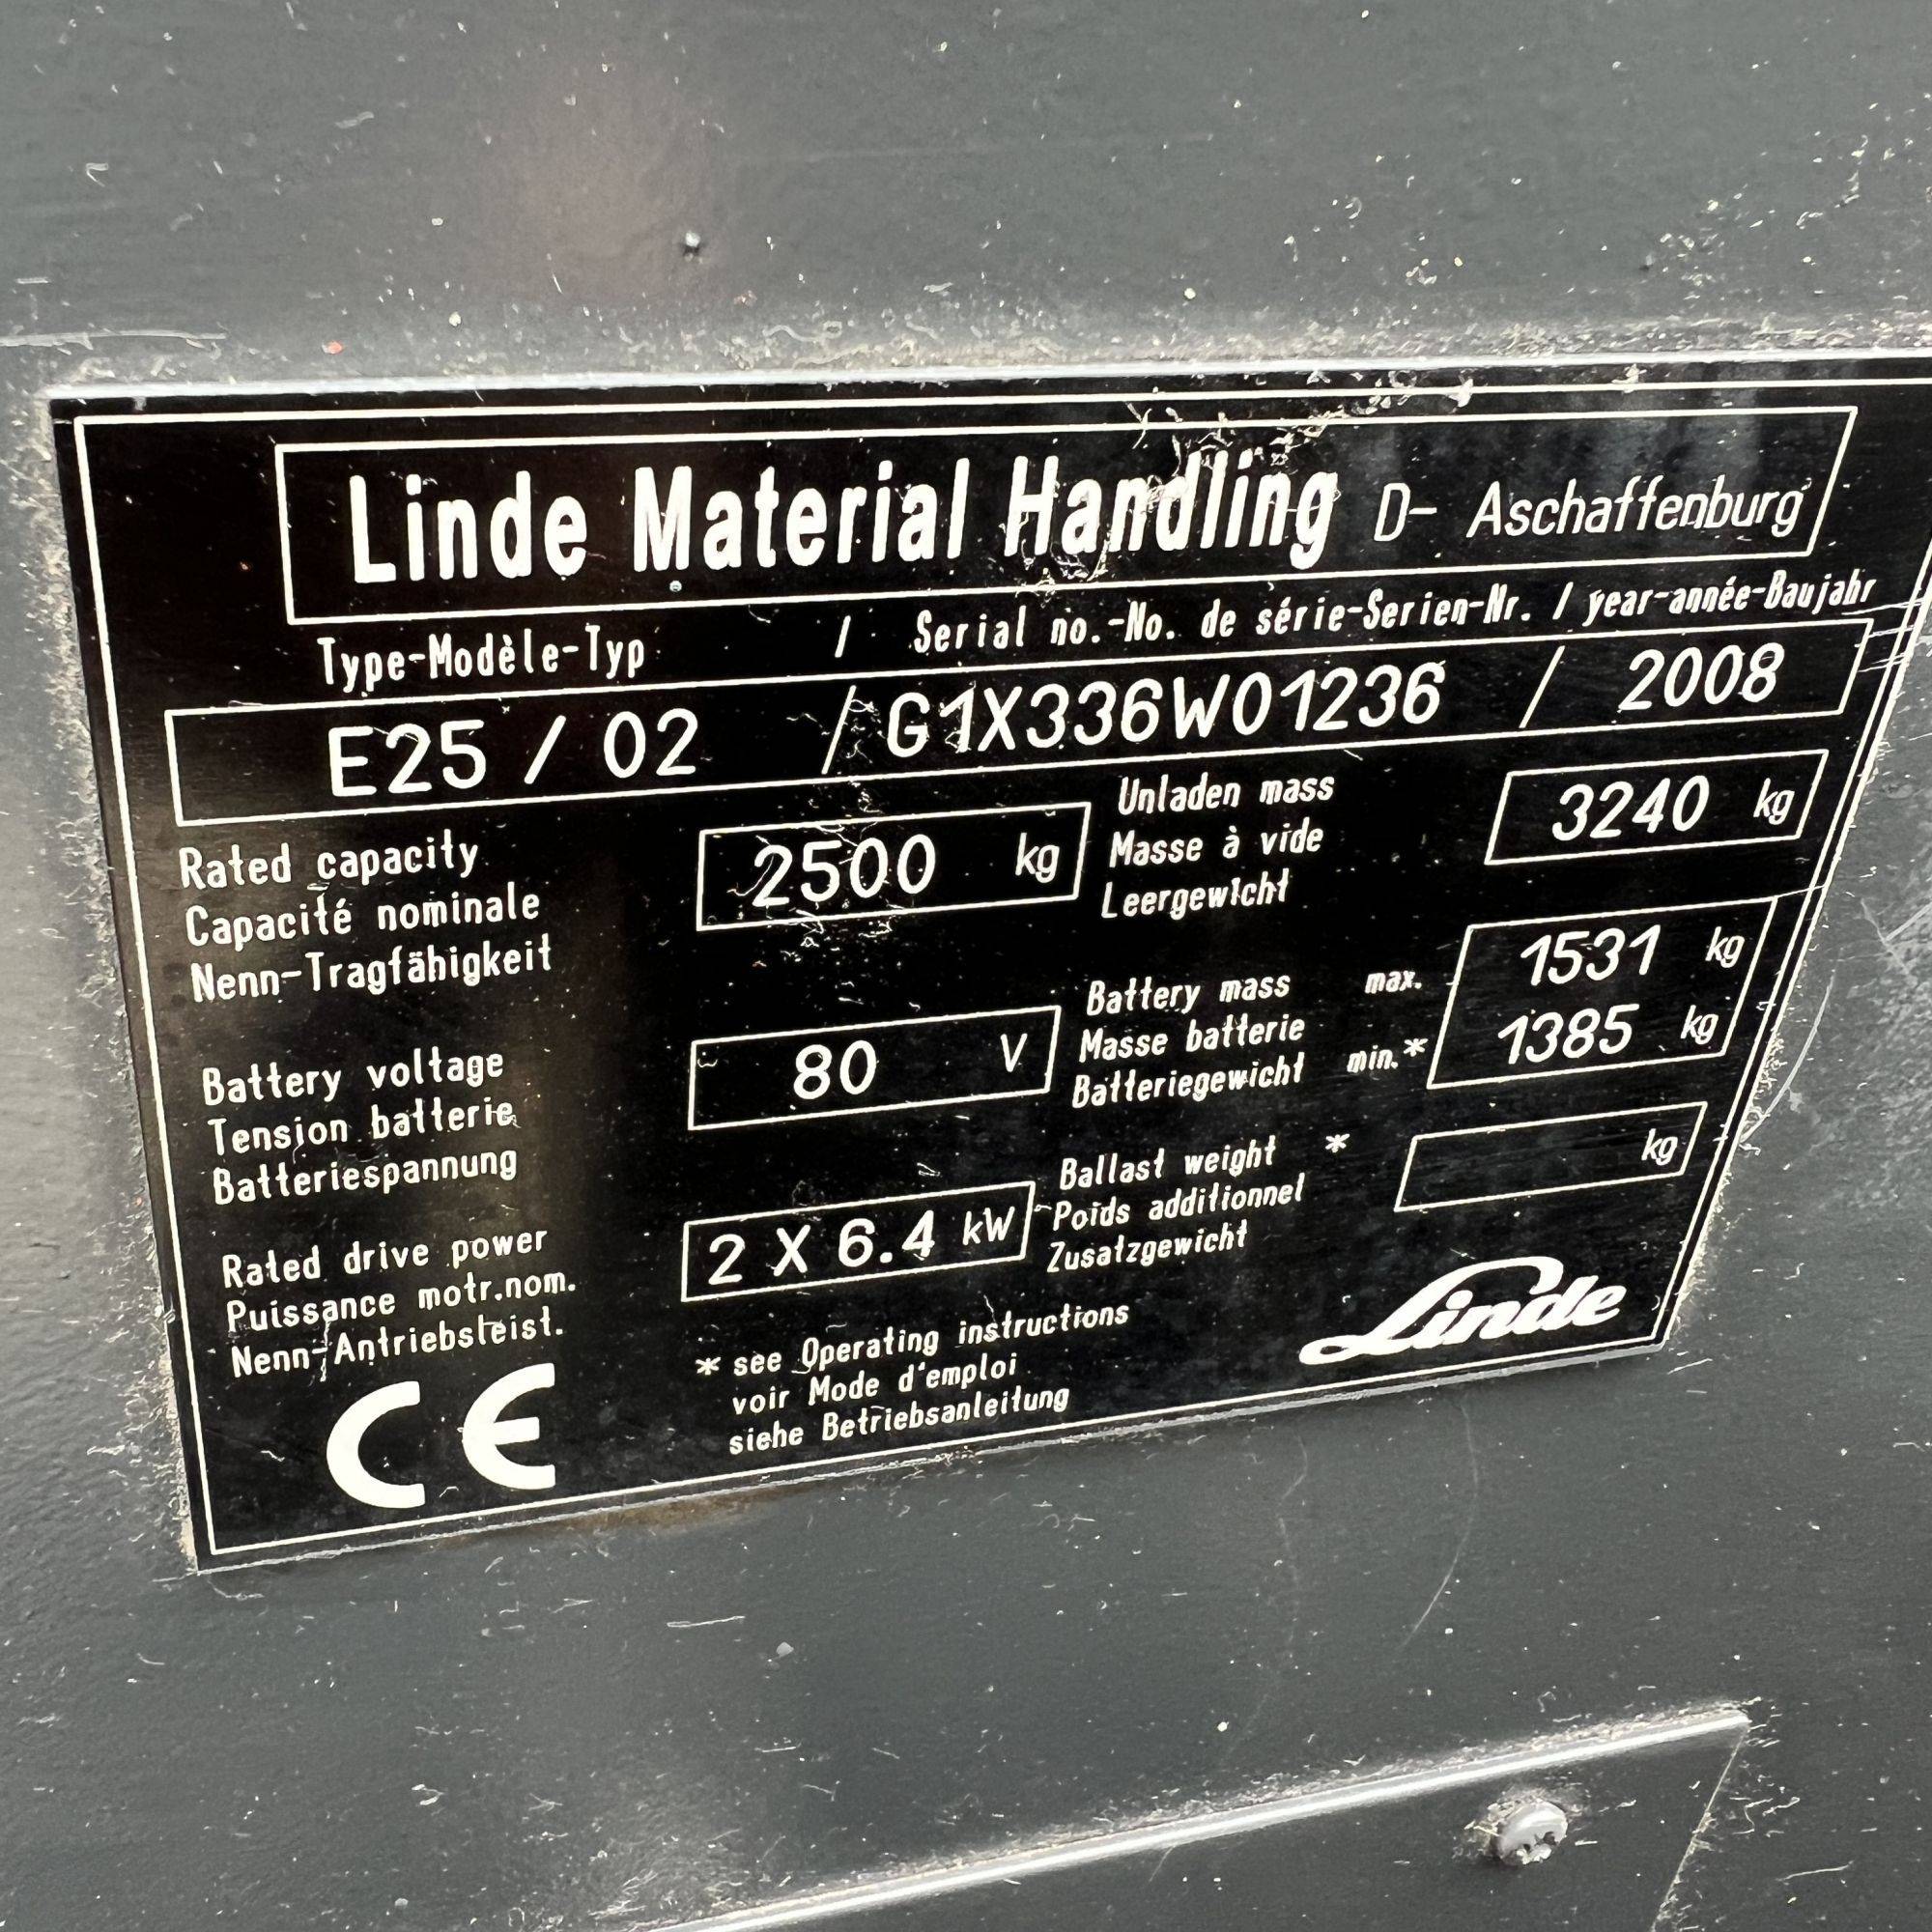 Linde Material Handling D- Aschaffenburg
Type-Modèle-Typ / Serial no.-No. de série-Serien-Nr. / year-année-Baujahr
E25 / 02 / G1X336W01236 / 2008
Rated capacity
Capacité nominale
Nenn-Tragfähigkeit
2500 kg
Unladen mass
Masse à vide
Leergewicht
3240 kg
Battery voltage
Tension batterie
Batteriespannung
80 V
Battery mass max.
Masse batterie
Batteriegewicht min.*
1531 kg
1385 kg
Rated drive power
Puissance motr.nom.
Nenn-Antriebsleist.
2 X 6.4 kW
Ballast weight *
Poids additionnel
Zusatzgewicht
kg
CE
* see Operating instructions
voir Mode d'emploi
siehe Betriebsanleitung
Linde